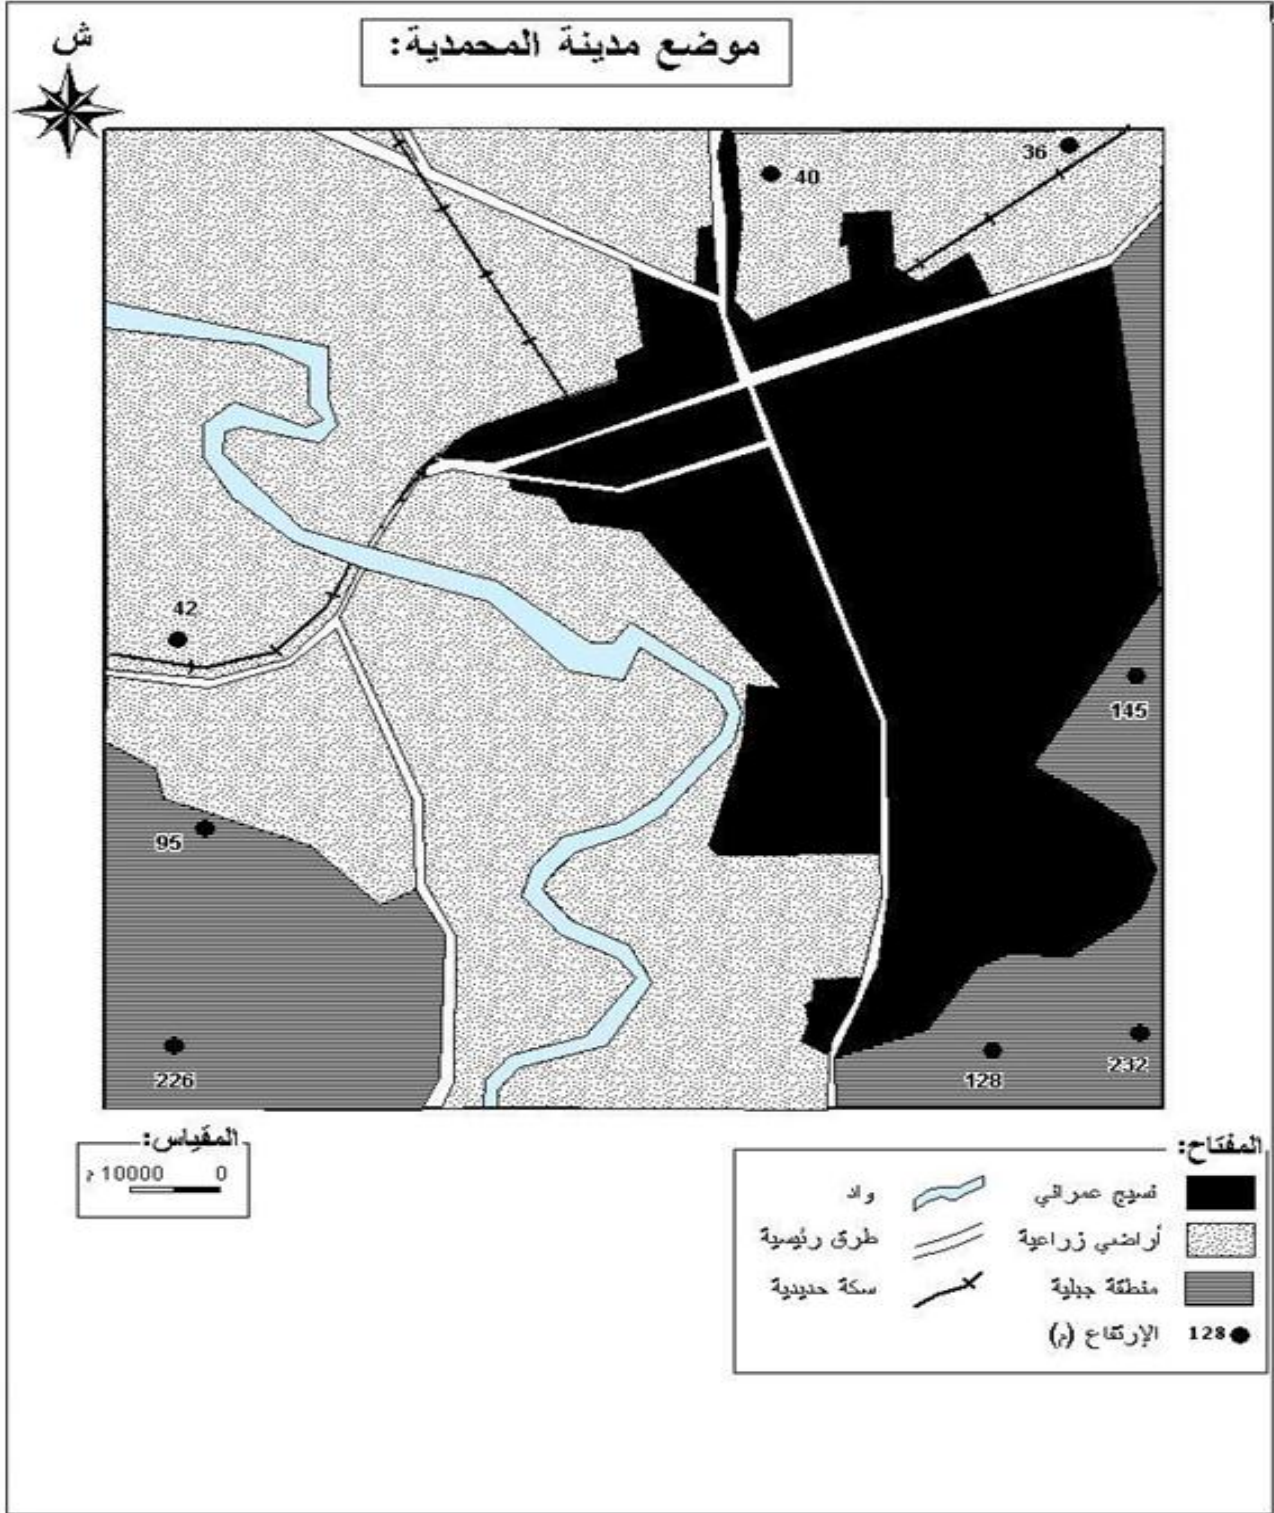 موضع مدينة المحمدية:
ش
36
40
42
145
95
226
128
232
المقياس:
0 10000 م
المفتاح:
نسيج عمراني
واد
أراضي زراعية
طرق رئيسية
منطقة جبلية
سكة حديدية
128 الإرتفاع (م)